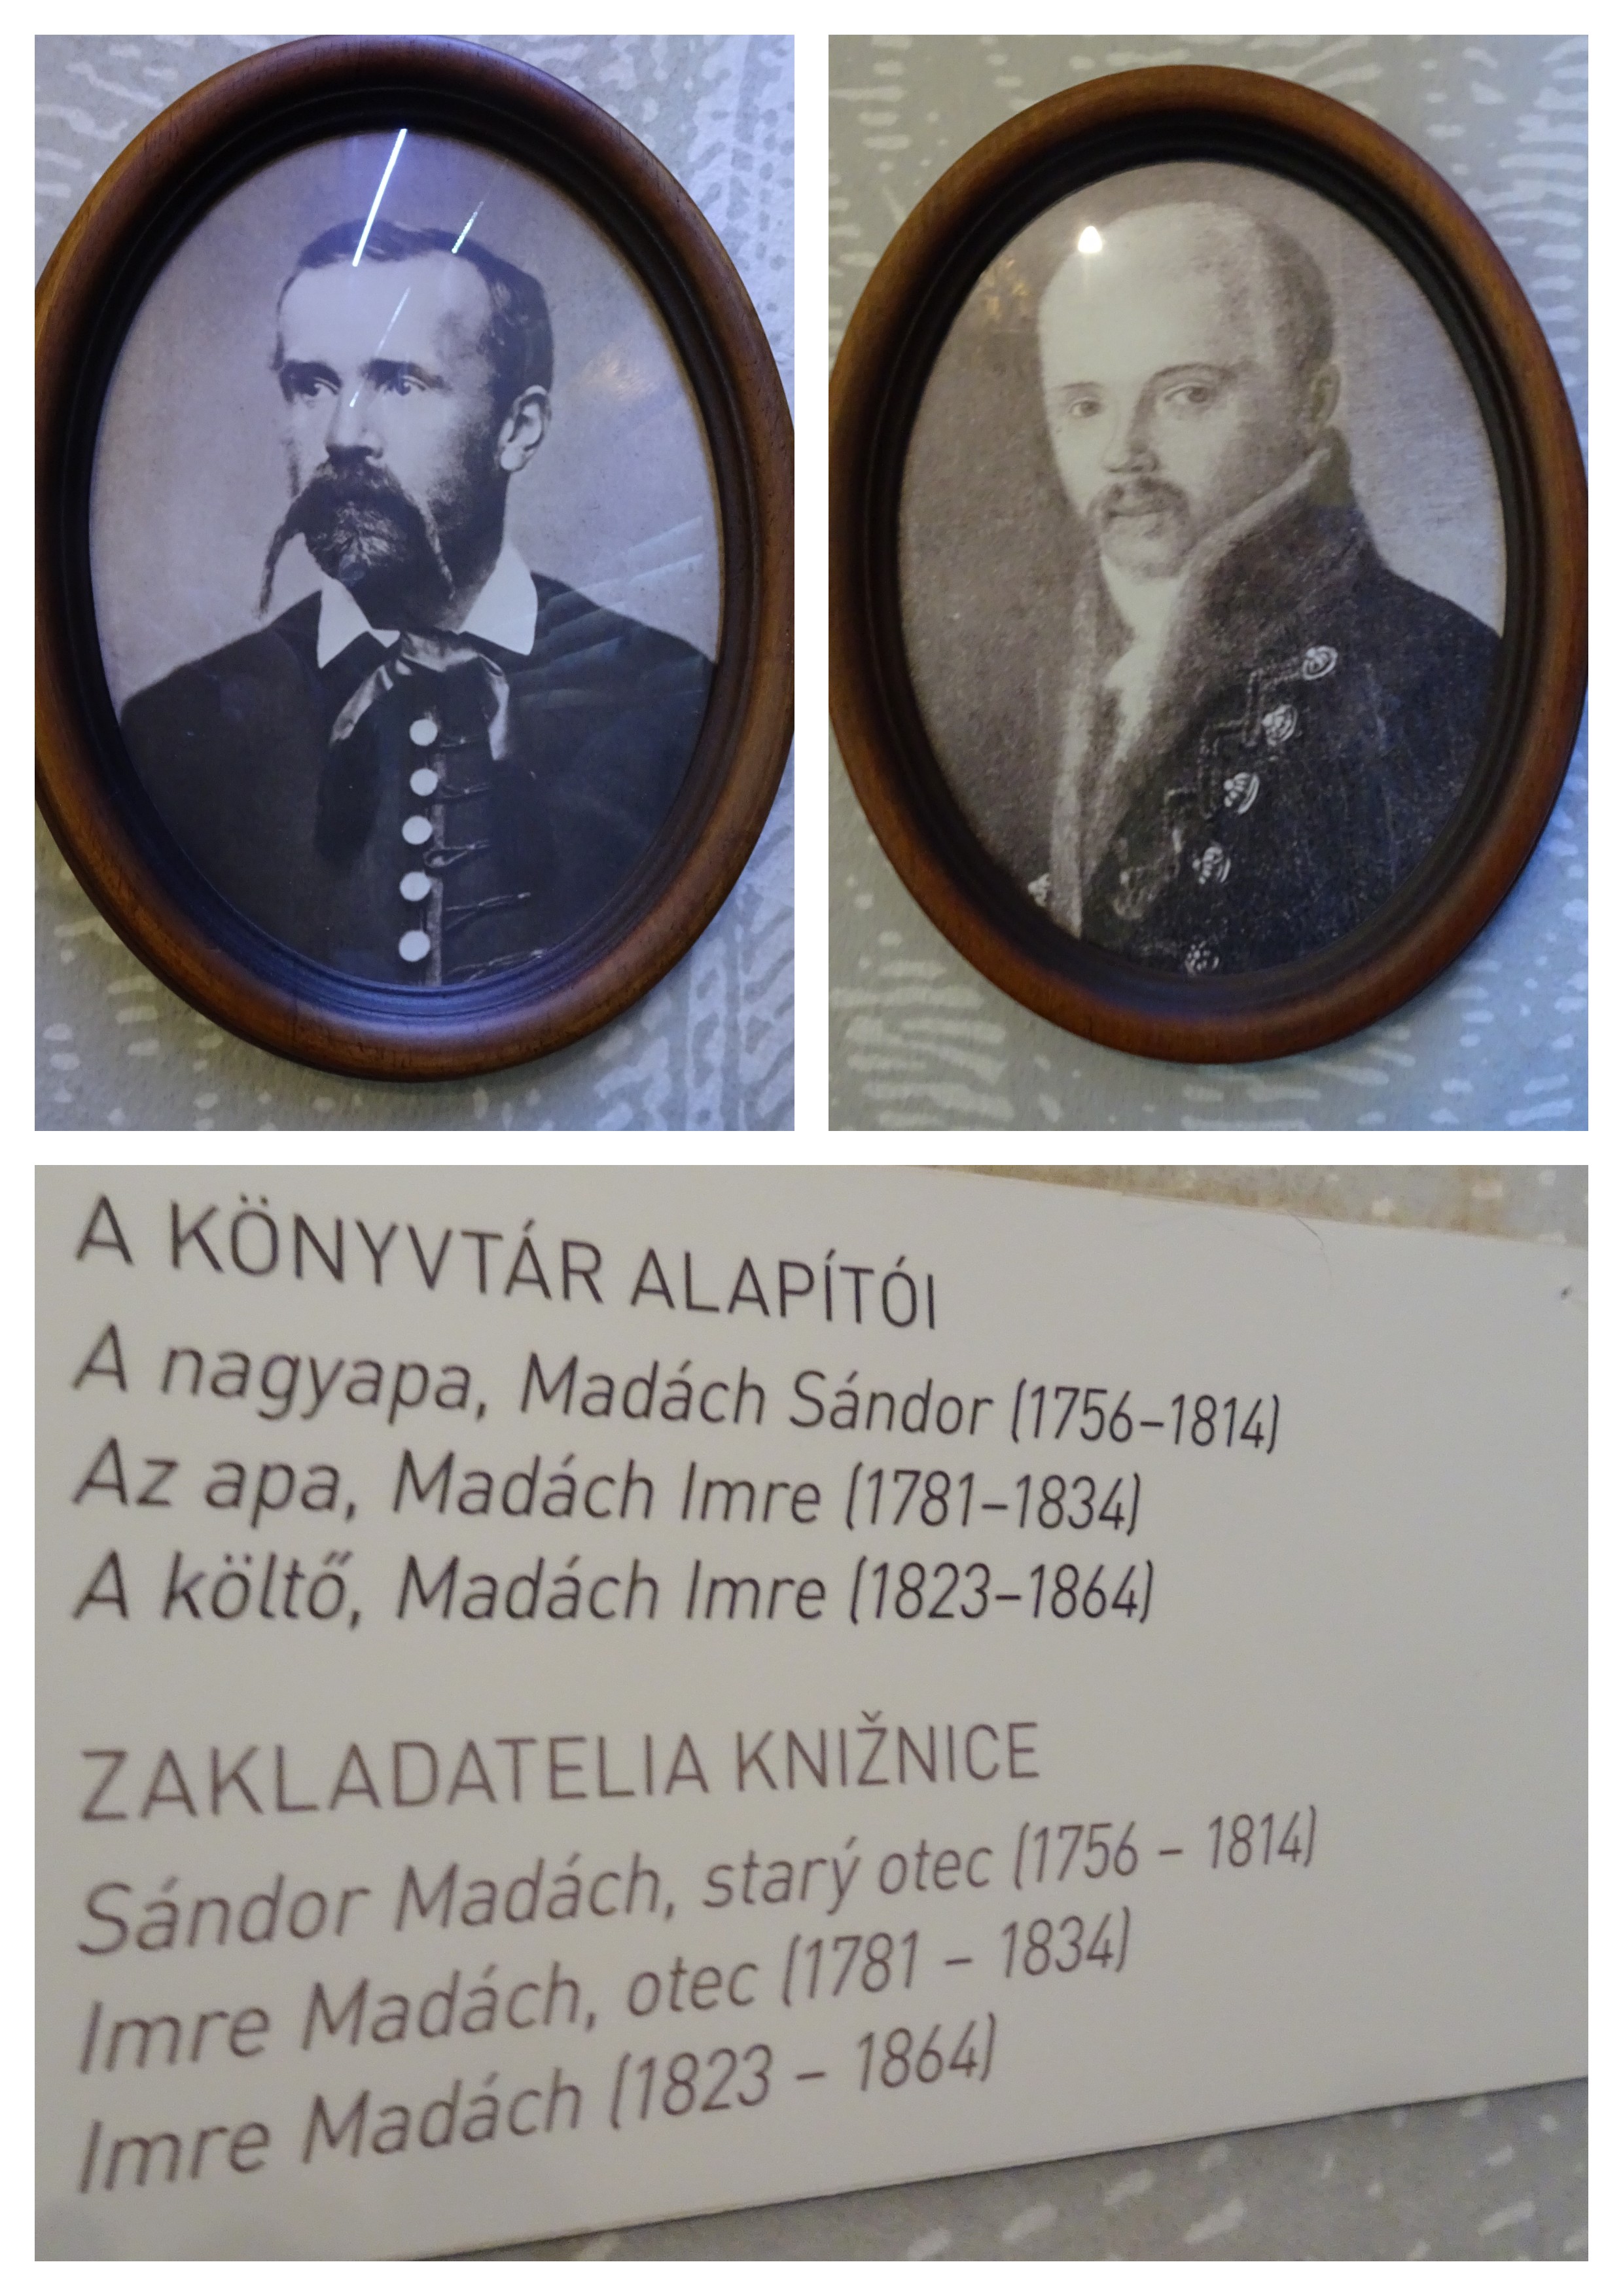 A KÖNYVTÁR ALAPÍTÓI
A nagyapa, Madách Sándor (1756–1814)
Az apa, Madách Imre (1781–1834)
A költő, Madách Imre (1823–1864)
ZAKLADATELIA KNIŽNICE
Sándor Madách, starý otec (1756 – 1814)
Imre Madách, otec (1781 – 1834)
Imre Madách (1823 – 1864)